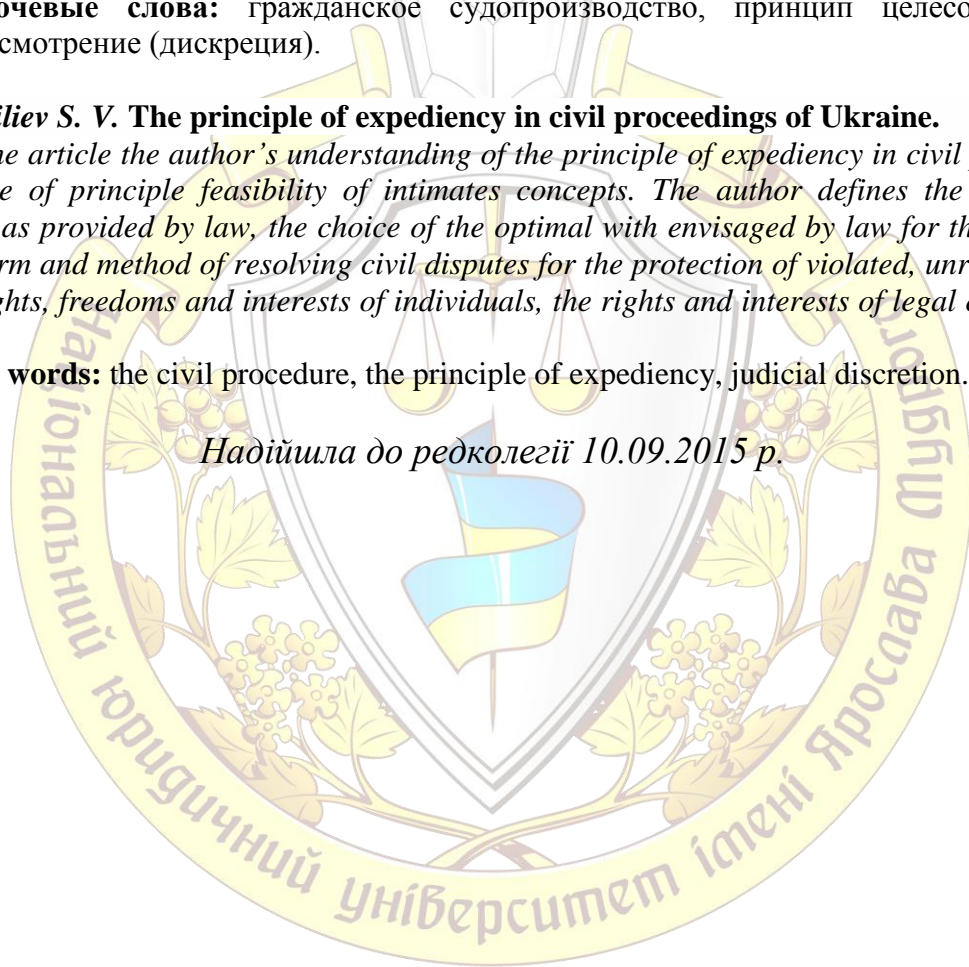 очевые слова: гражданское судопроизводство, принцип целесо
смотрение (дискреция).
iliev S. V. The principle of expediency in civil proceedings of Ukraine.
ne article the author’s understanding of the principle of expediency in civil
e of principle feasibility of intimates concepts. The author defines the
as provided by law, the choice of the optimal with envisaged by law for th
rm and method of resolving civil disputes for the protection of violated, unr
ghts, freedoms and interests of individuals, the rights and interests of legal
words: the civil procedure, the principle of expediency, judicial discretion.
Надійшла до редколегії 10.09.2015 р.
Національний юридичний університет імені Ярослава Мудрого